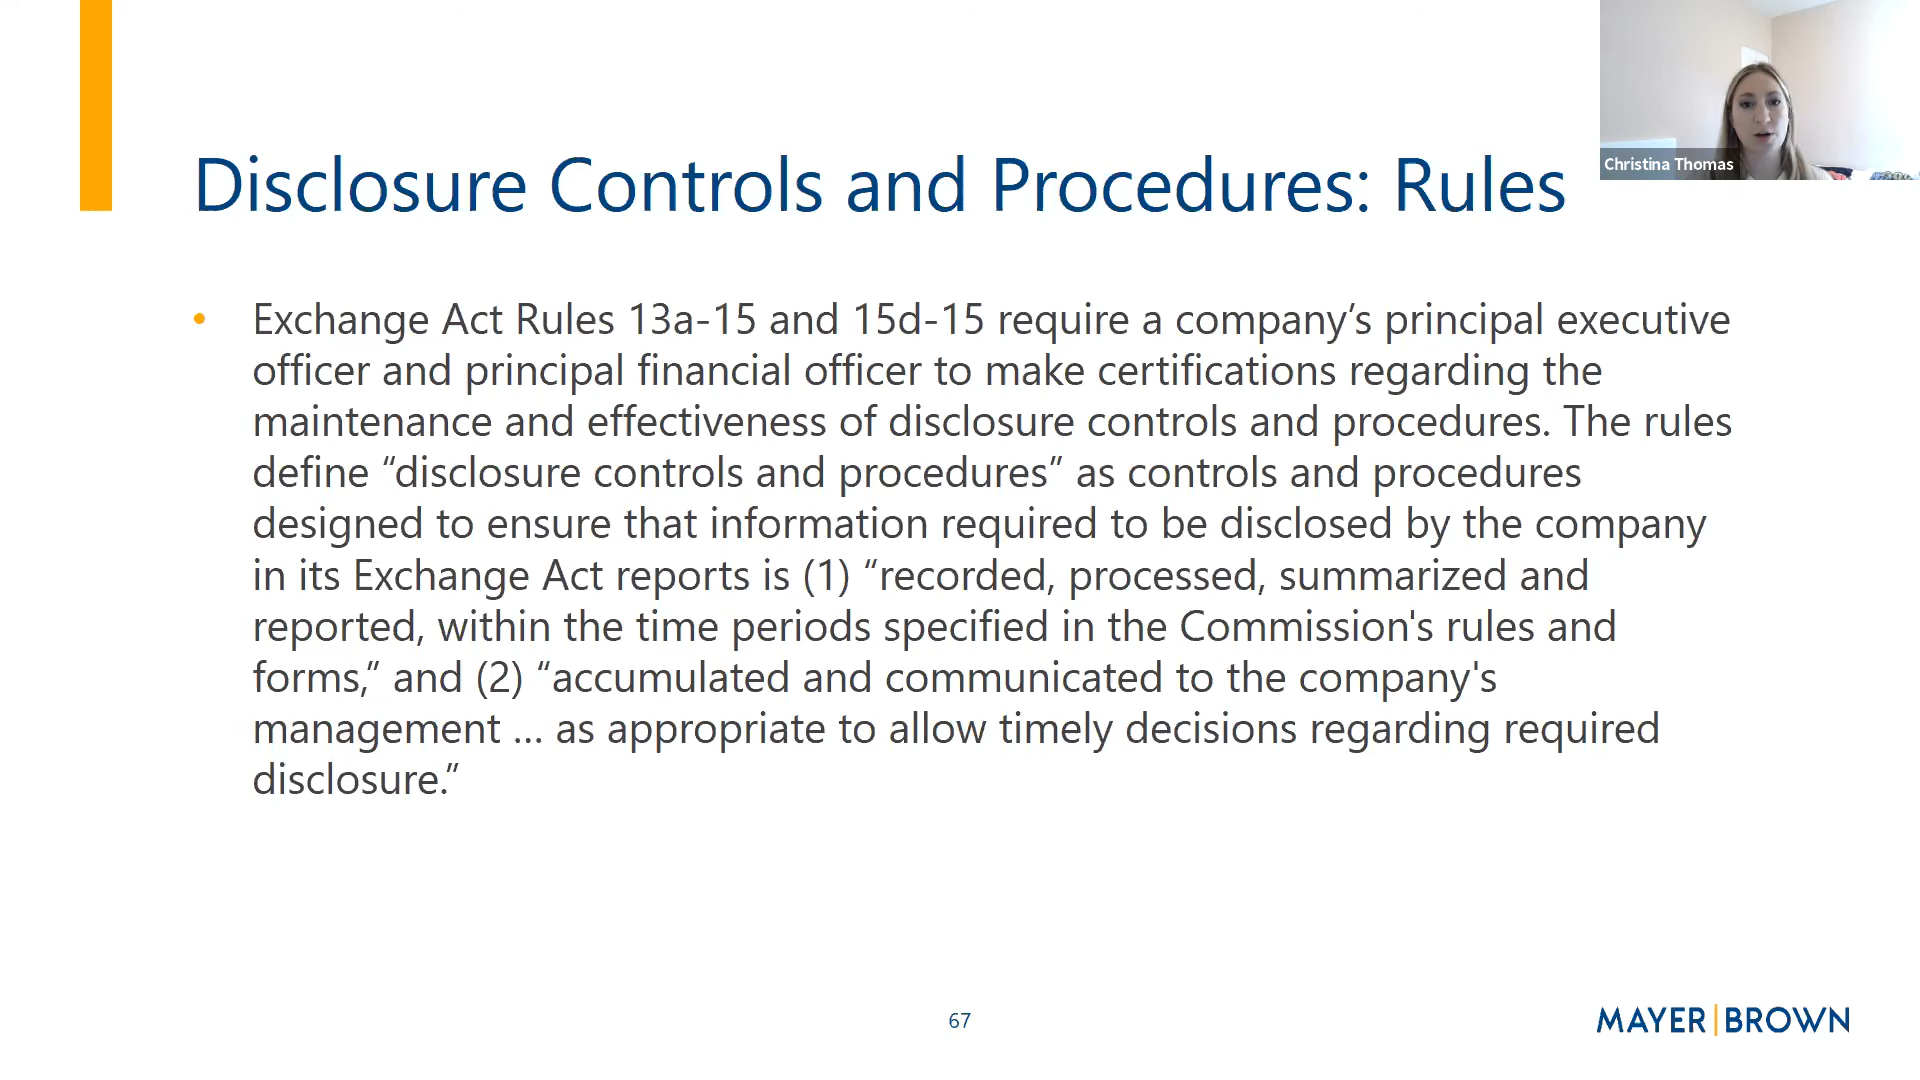 Christina Thomas
Disclosure Controls and Procedures: Rules
• Exchange Act Rules 13a-15 and 15d-15 require a company’s principal executive
officer and principal financial officer to make certifications regarding the
maintenance and effectiveness of disclosure controls and procedures. The rules
define “disclosure controls and procedures” as controls and procedures
designed to ensure that information required to be disclosed by the company
in its Exchange Act reports is (1) “recorded, processed, summarized and
reported, within the time periods specified in the Commission's rules and
forms,” and (2) “accumulated and communicated to the company's
management … as appropriate to allow timely decisions regarding required
disclosure.”
67
MAYER|BROWN